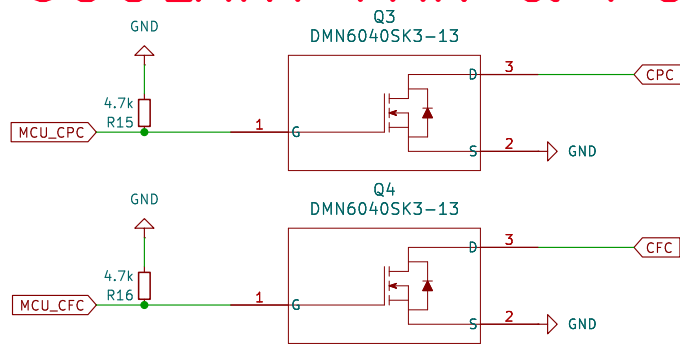 Q3
DMN6040SK3-13
GND
3
D
CPC
4.7k
R15
MCU_CPC
1
G
2
S
GND
Q4
DMN6040SK3-13
GND
3
D
CFC
4.7k
R16
MCU_CFC
1
G
2
S
GND